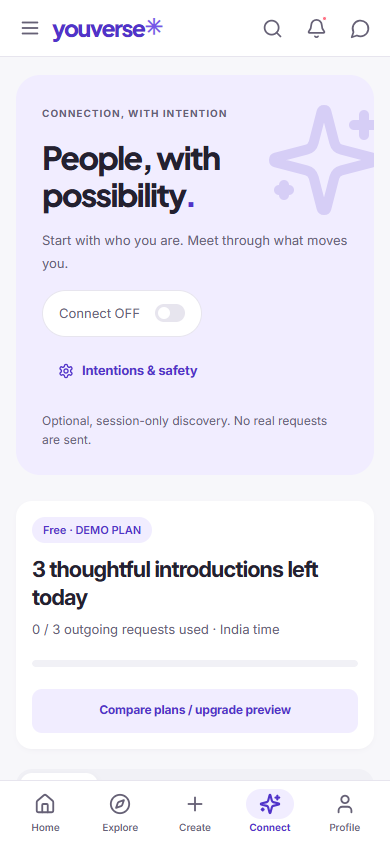 youverse
CONNECTION, WITH INTENTION
People, with
possibility.
Start with who you are. Meet through what moves
you.
Connect OFF
Intentions & safety
Optional, session-only discovery. No real requests
are sent.
Free · DEMO PLAN
3 thoughtful introductions left
today
0 / 3 outgoing requests used · India time
Compare plans / upgrade preview
Home
Explore
Create
Connect
Profile